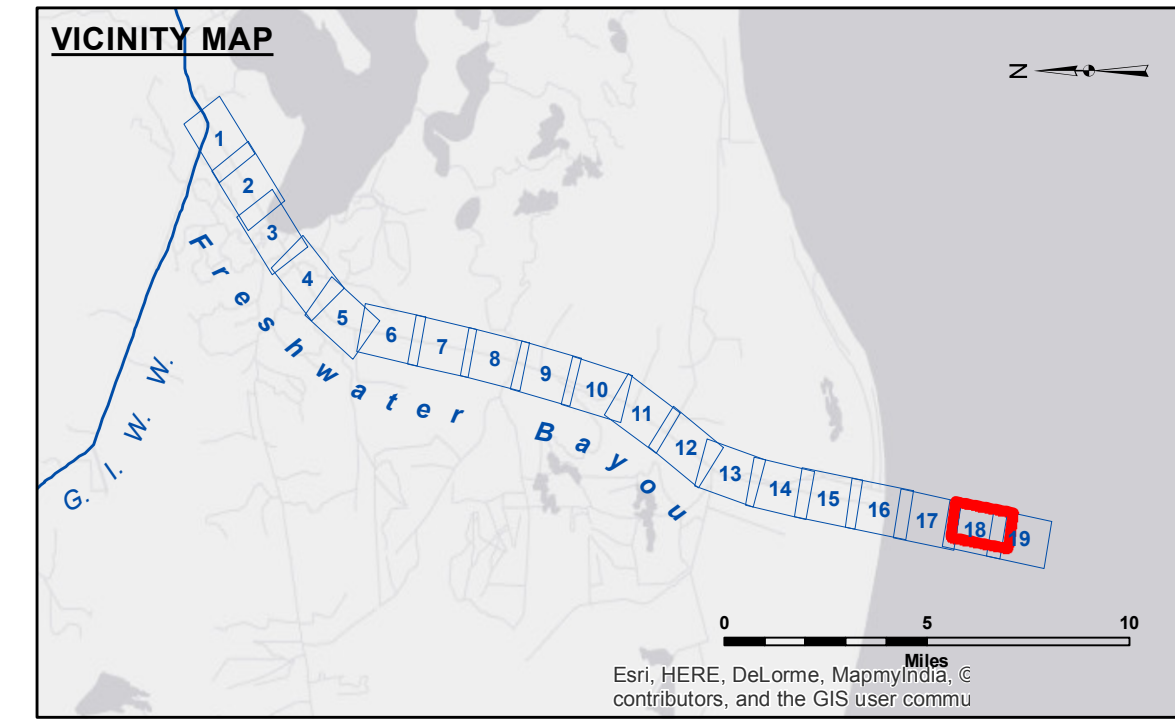 VICINITY MAP
N
1
2
3
4
5
6
7
8
9
10
11
12
13
14
15
16
17
18
19
Freshwater Bayou
G. I. W. W.
0 5 10
Miles
Esri, HERE, DeLorme, MapmyIndia, ©
contributors, and the GIS user commu